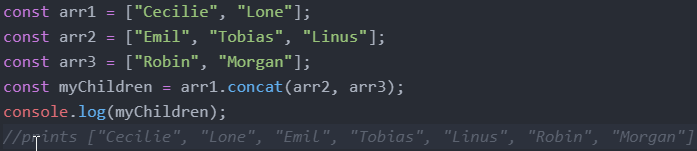 const arr1 = ["Cecilie", "Lone"];
const arr2 = ["Emil", "Tobias", "Linus"];
const arr3 = ["Robin", "Morgan"];
const myChildren = arr1.concat(arr2, arr3);
console.log(myChildren);
//prints ["Cecilie", "Lone", "Emil", "Tobias", "Linus", "Robin", "Morgan"]